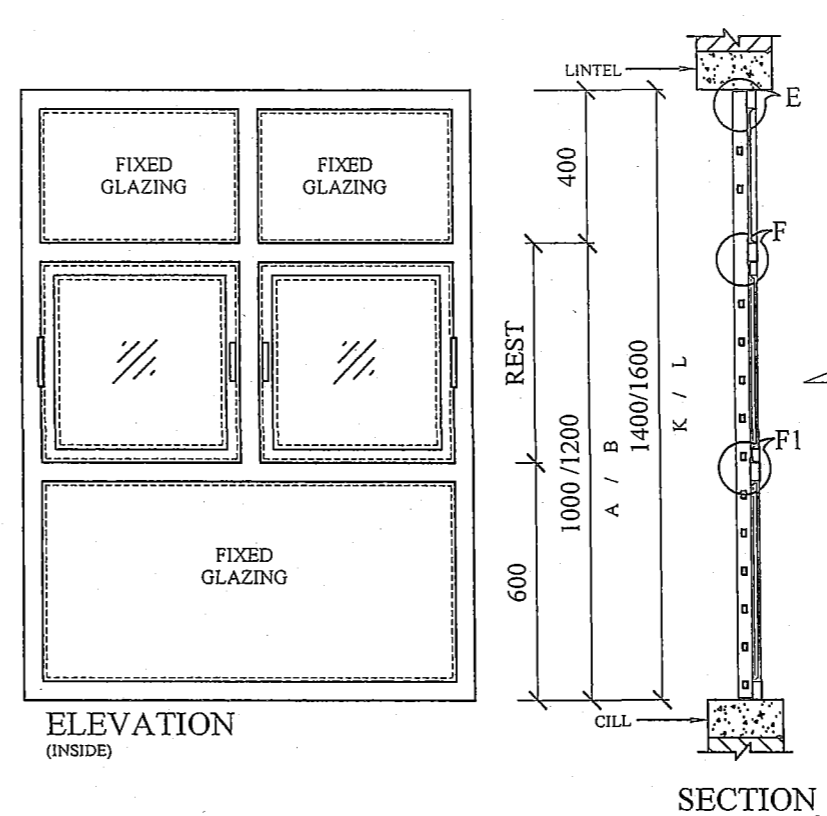 LINTEL
E
FIXED
GLAZING
FIXED
GLAZING
400
F
REST
1000 /1200
A / B
1400/1600
K / L
F1
FIXED
GLAZING
600
ELEVATION
(INSIDE)
CILL
SECTION